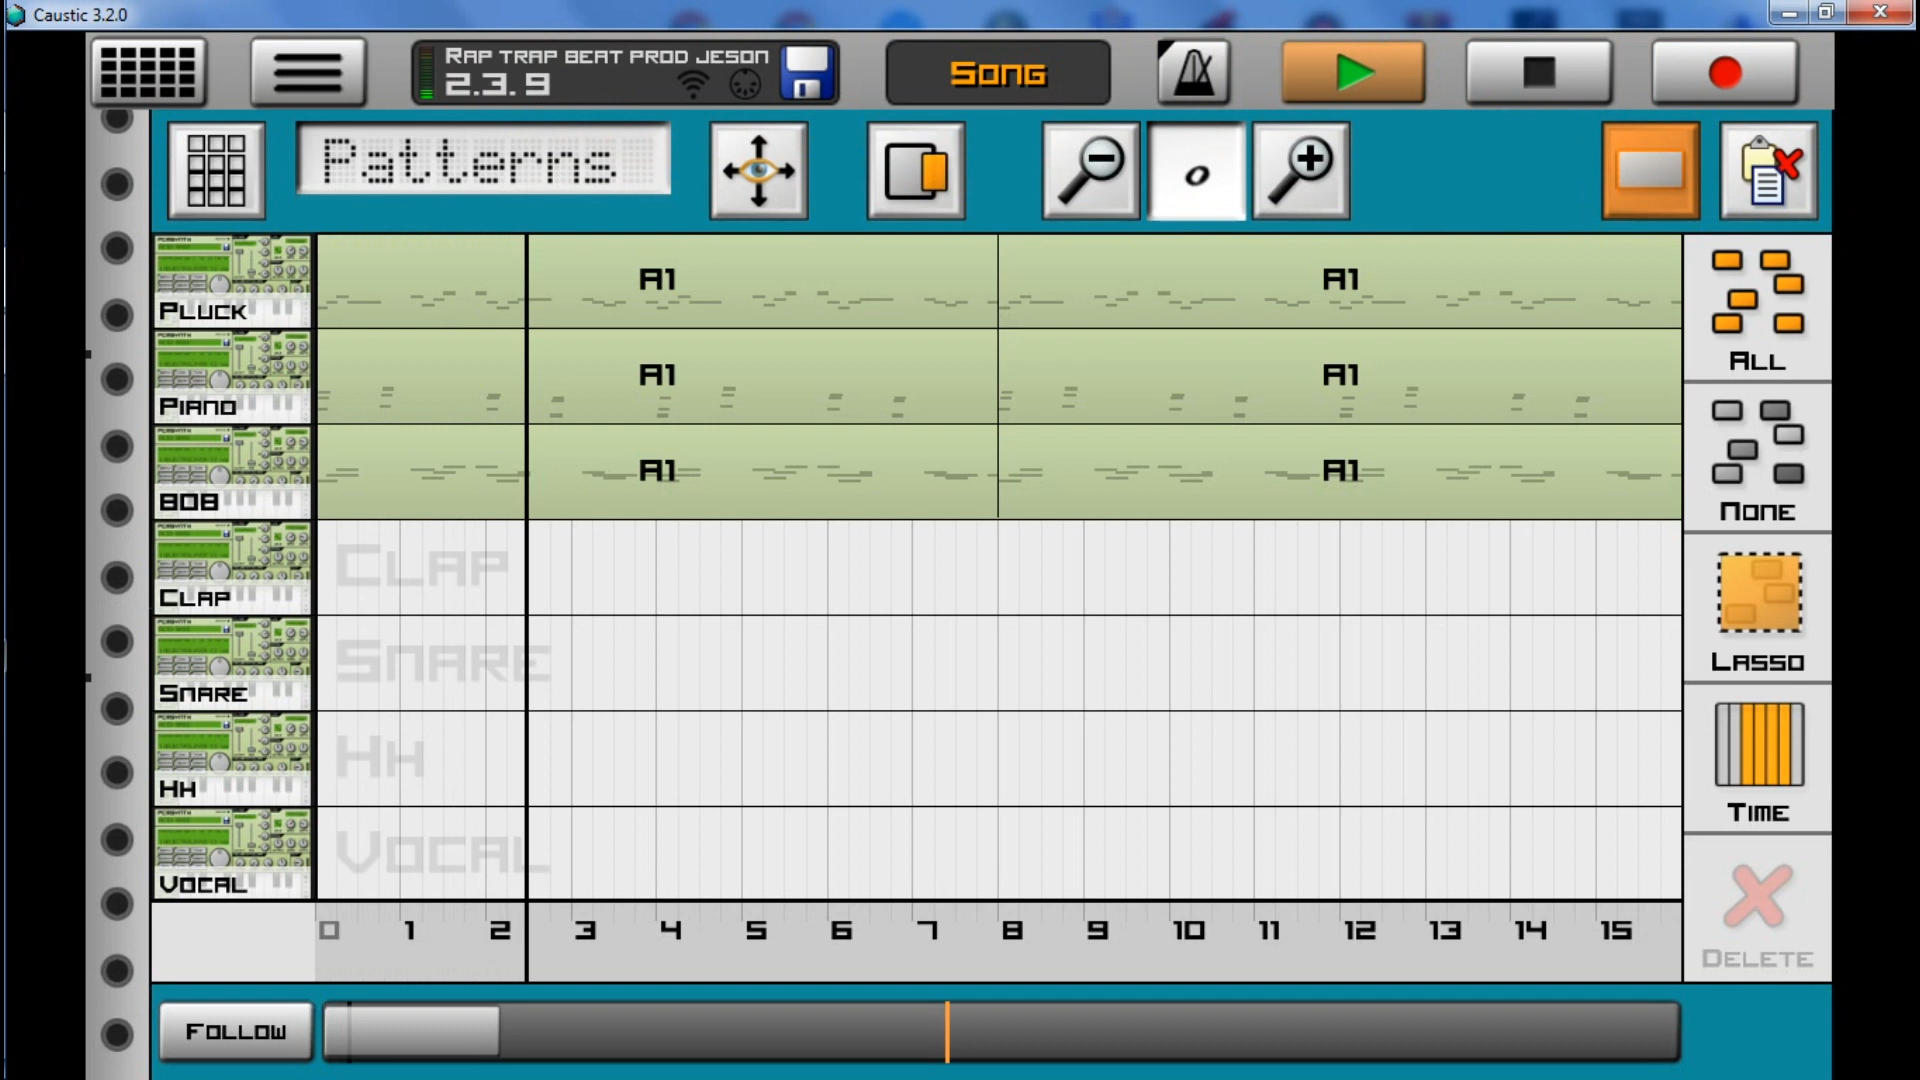 Caustic 3.2.0
Rap trap beat prod jeson
2.3.9
Song
Patterns
o
A1 A1
Pluck
All
A1 A1
Piano
None
A1 A1
808
Clap
Clap
Lasso
Snare
Snare
Hh
Hh
Time
Vocal
Vocal
0 1 2 3 4 5 6 7 8 9 10 11 12 13 14 15
Delete
Follow